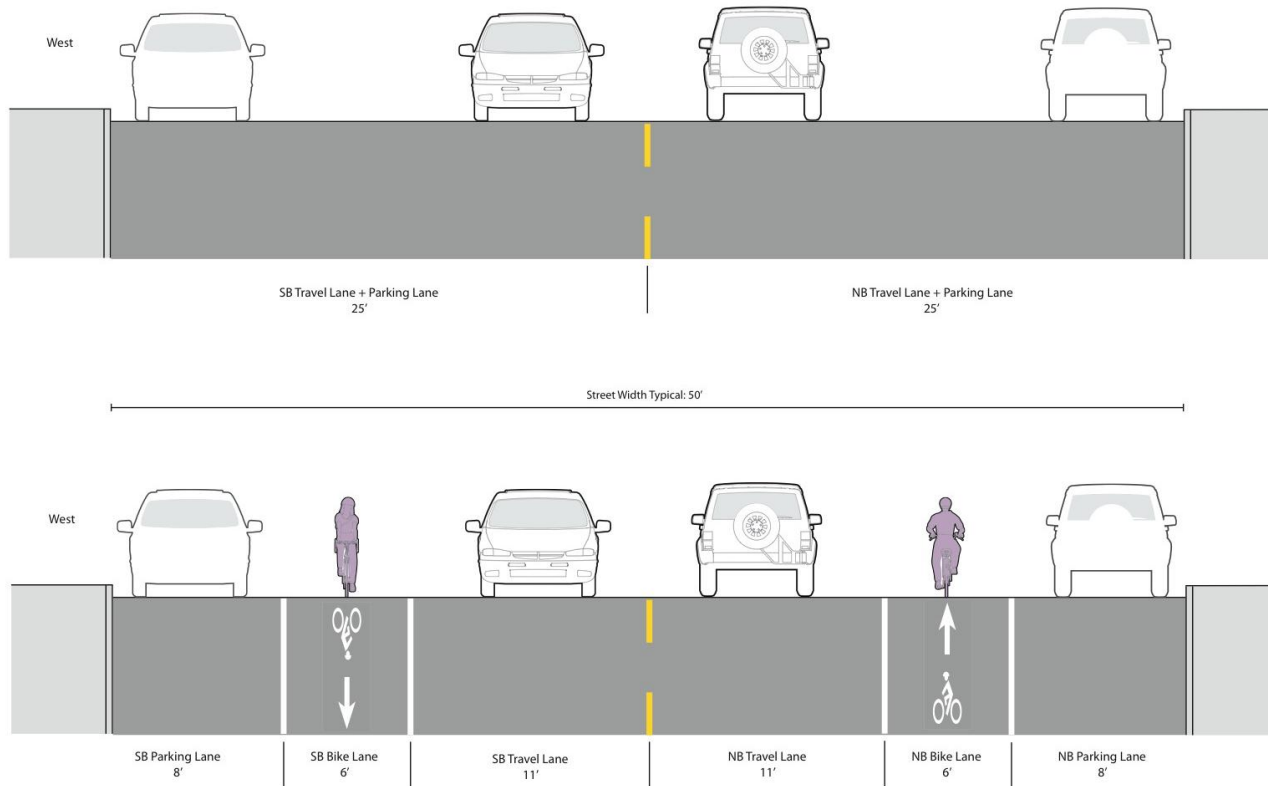 West
SB Travel Lane + Parking Lane
25’
NB Travel Lane + Parking Lane
25’
Street Width Typical: 50’
West
SB Parking Lane
8’
SB Bike Lane
6’
SB Travel Lane
11’
NB Travel Lane
11’
NB Bike Lane
6’
NB Parking Lane
8’